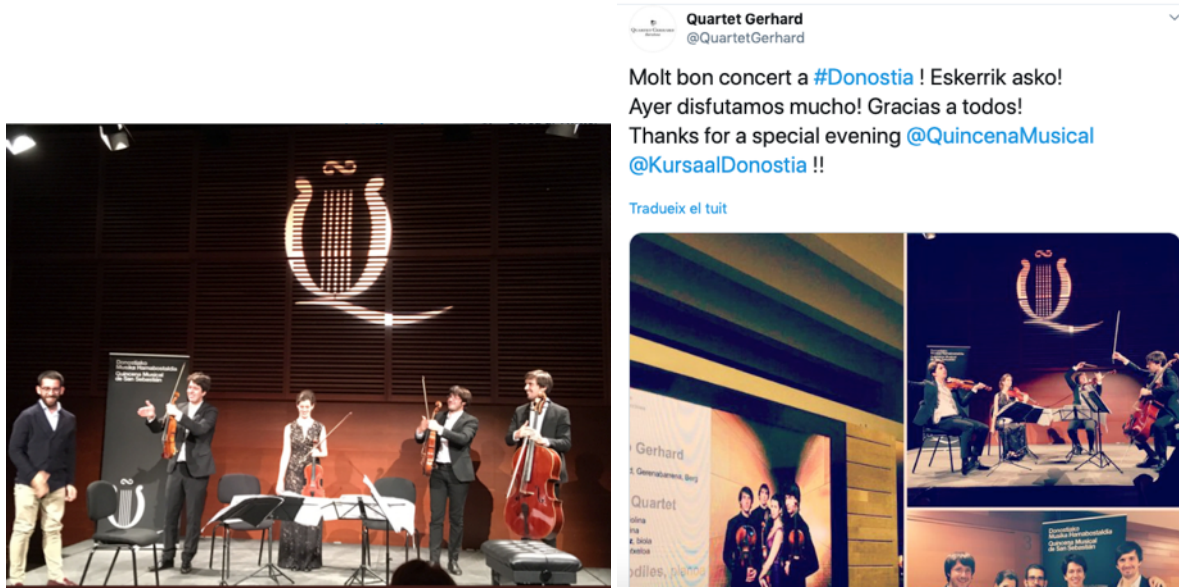 Donostiako
Musika Hamabostaldia
Quincena Musical
de San Sebastián
Quartet Gerhard
@QuartetGerhard
Molt bon concert a #Donostia ! Eskerrik asko!
Ayer disfutamos mucho! Gracias a todos!
Thanks for a special evening @QuincenaMusical
@KursaalDonostia !!
Tradueix el tuit
Gerhard
Gerenabarrena, Berg
Quartet
Donostiako
Musika Hamabostaldia
Quincena Musical
de San Sebastián